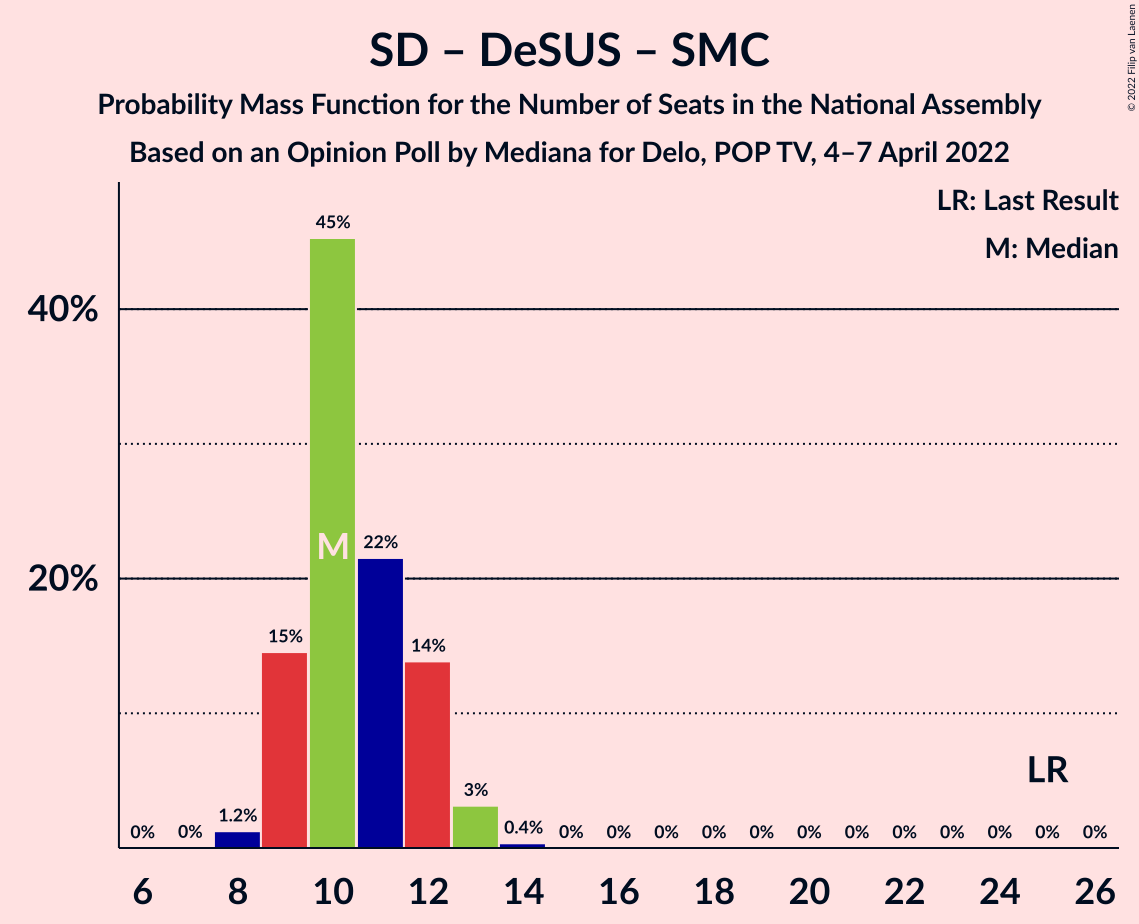 SD – DeSUS – SMC
Probability Mass Function for the Number of Seats in the National Assembly
Based on an Opinion Poll by Mediana for Delo, POP TV, 4–7 April 2022
© 2022 Filip van Laenen
LR: Last Result
M: Median
45%
40%
M
22%
20%
15%
14%
LR
3%
1.2%
0.4%
0% 0% 0% 0% 0% 0% 0% 0% 0% 0% 0% 0% 0% 0%
6 8 10 12 14 16 18 20 22 24 26